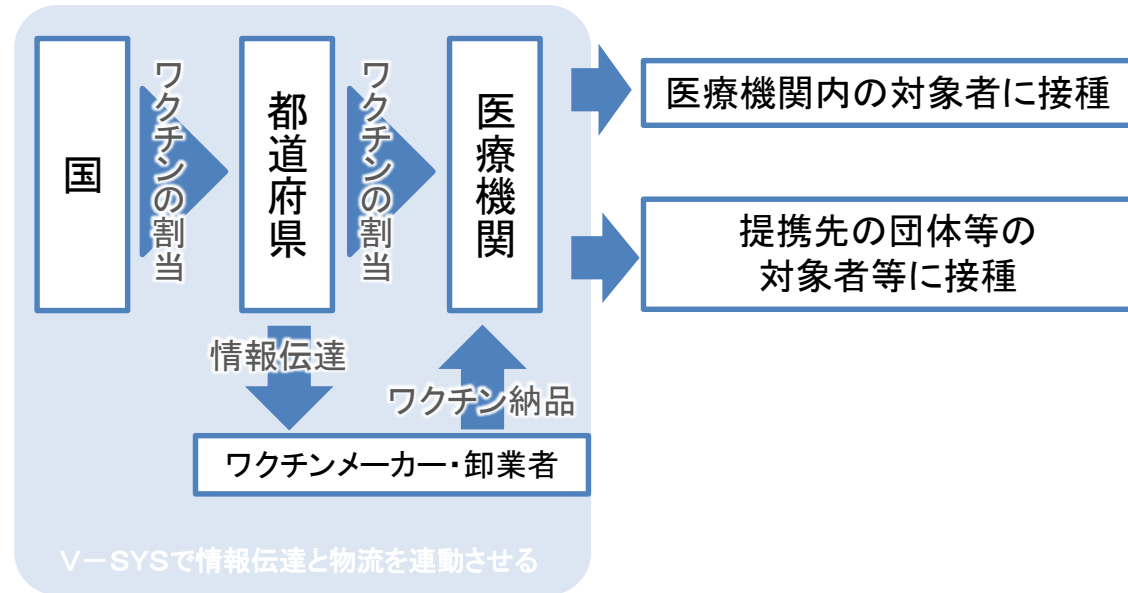 国
ワクチンの割当
都道府県
ワクチンの割当
医療機関
医療機関内の対象者に接種
提携先の団体等の
対象者等に接種
情報伝達
ワクチン納品
ワクチンメーカー・卸業者
V－SYSで情報伝達と物流を連動させる